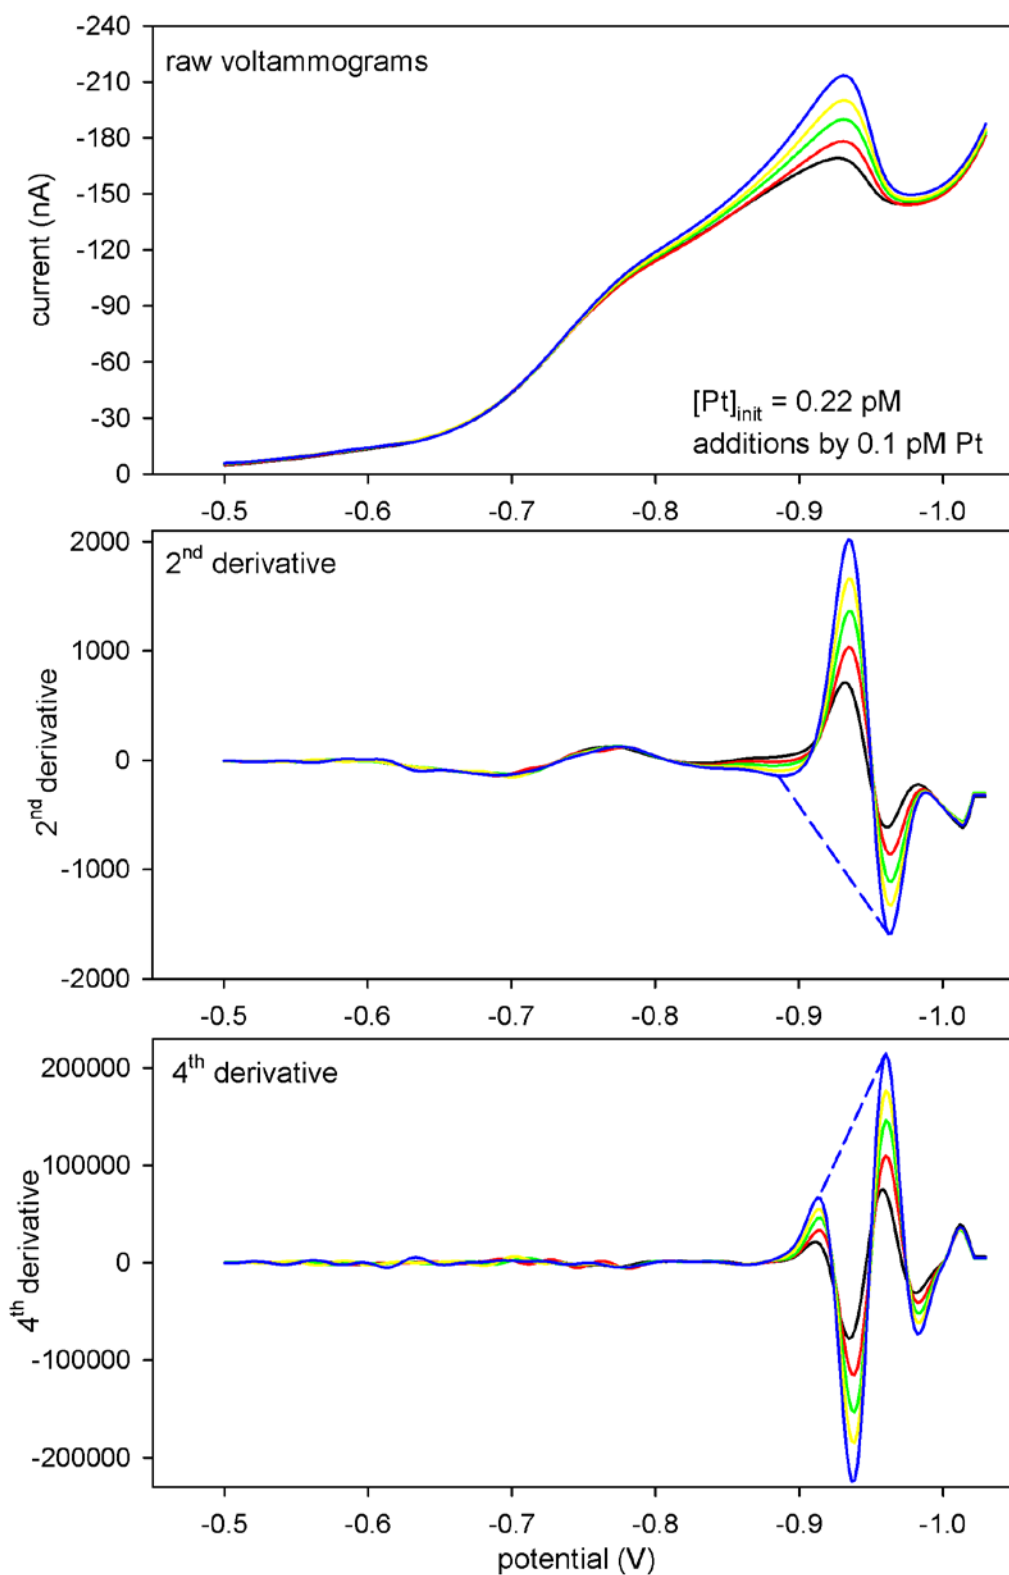 -240
raw voltammograms
-210
-180
-150
-120
-90
-60
-30
0
current (nA)
[Pt]init = 0.22 pM
additions by 0.1 pM Pt
-0.5 -0.6 -0.7 -0.8 -0.9 -1.0
2000
2nd derivative
1000
0
-1000
-2000
2nd derivative
-0.5 -0.6 -0.7 -0.8 -0.9 -1.0
200000
4th derivative
100000
0
-100000
-200000
4th derivative
-0.5 -0.6 -0.7 -0.8 -0.9 -1.0
potential (V)